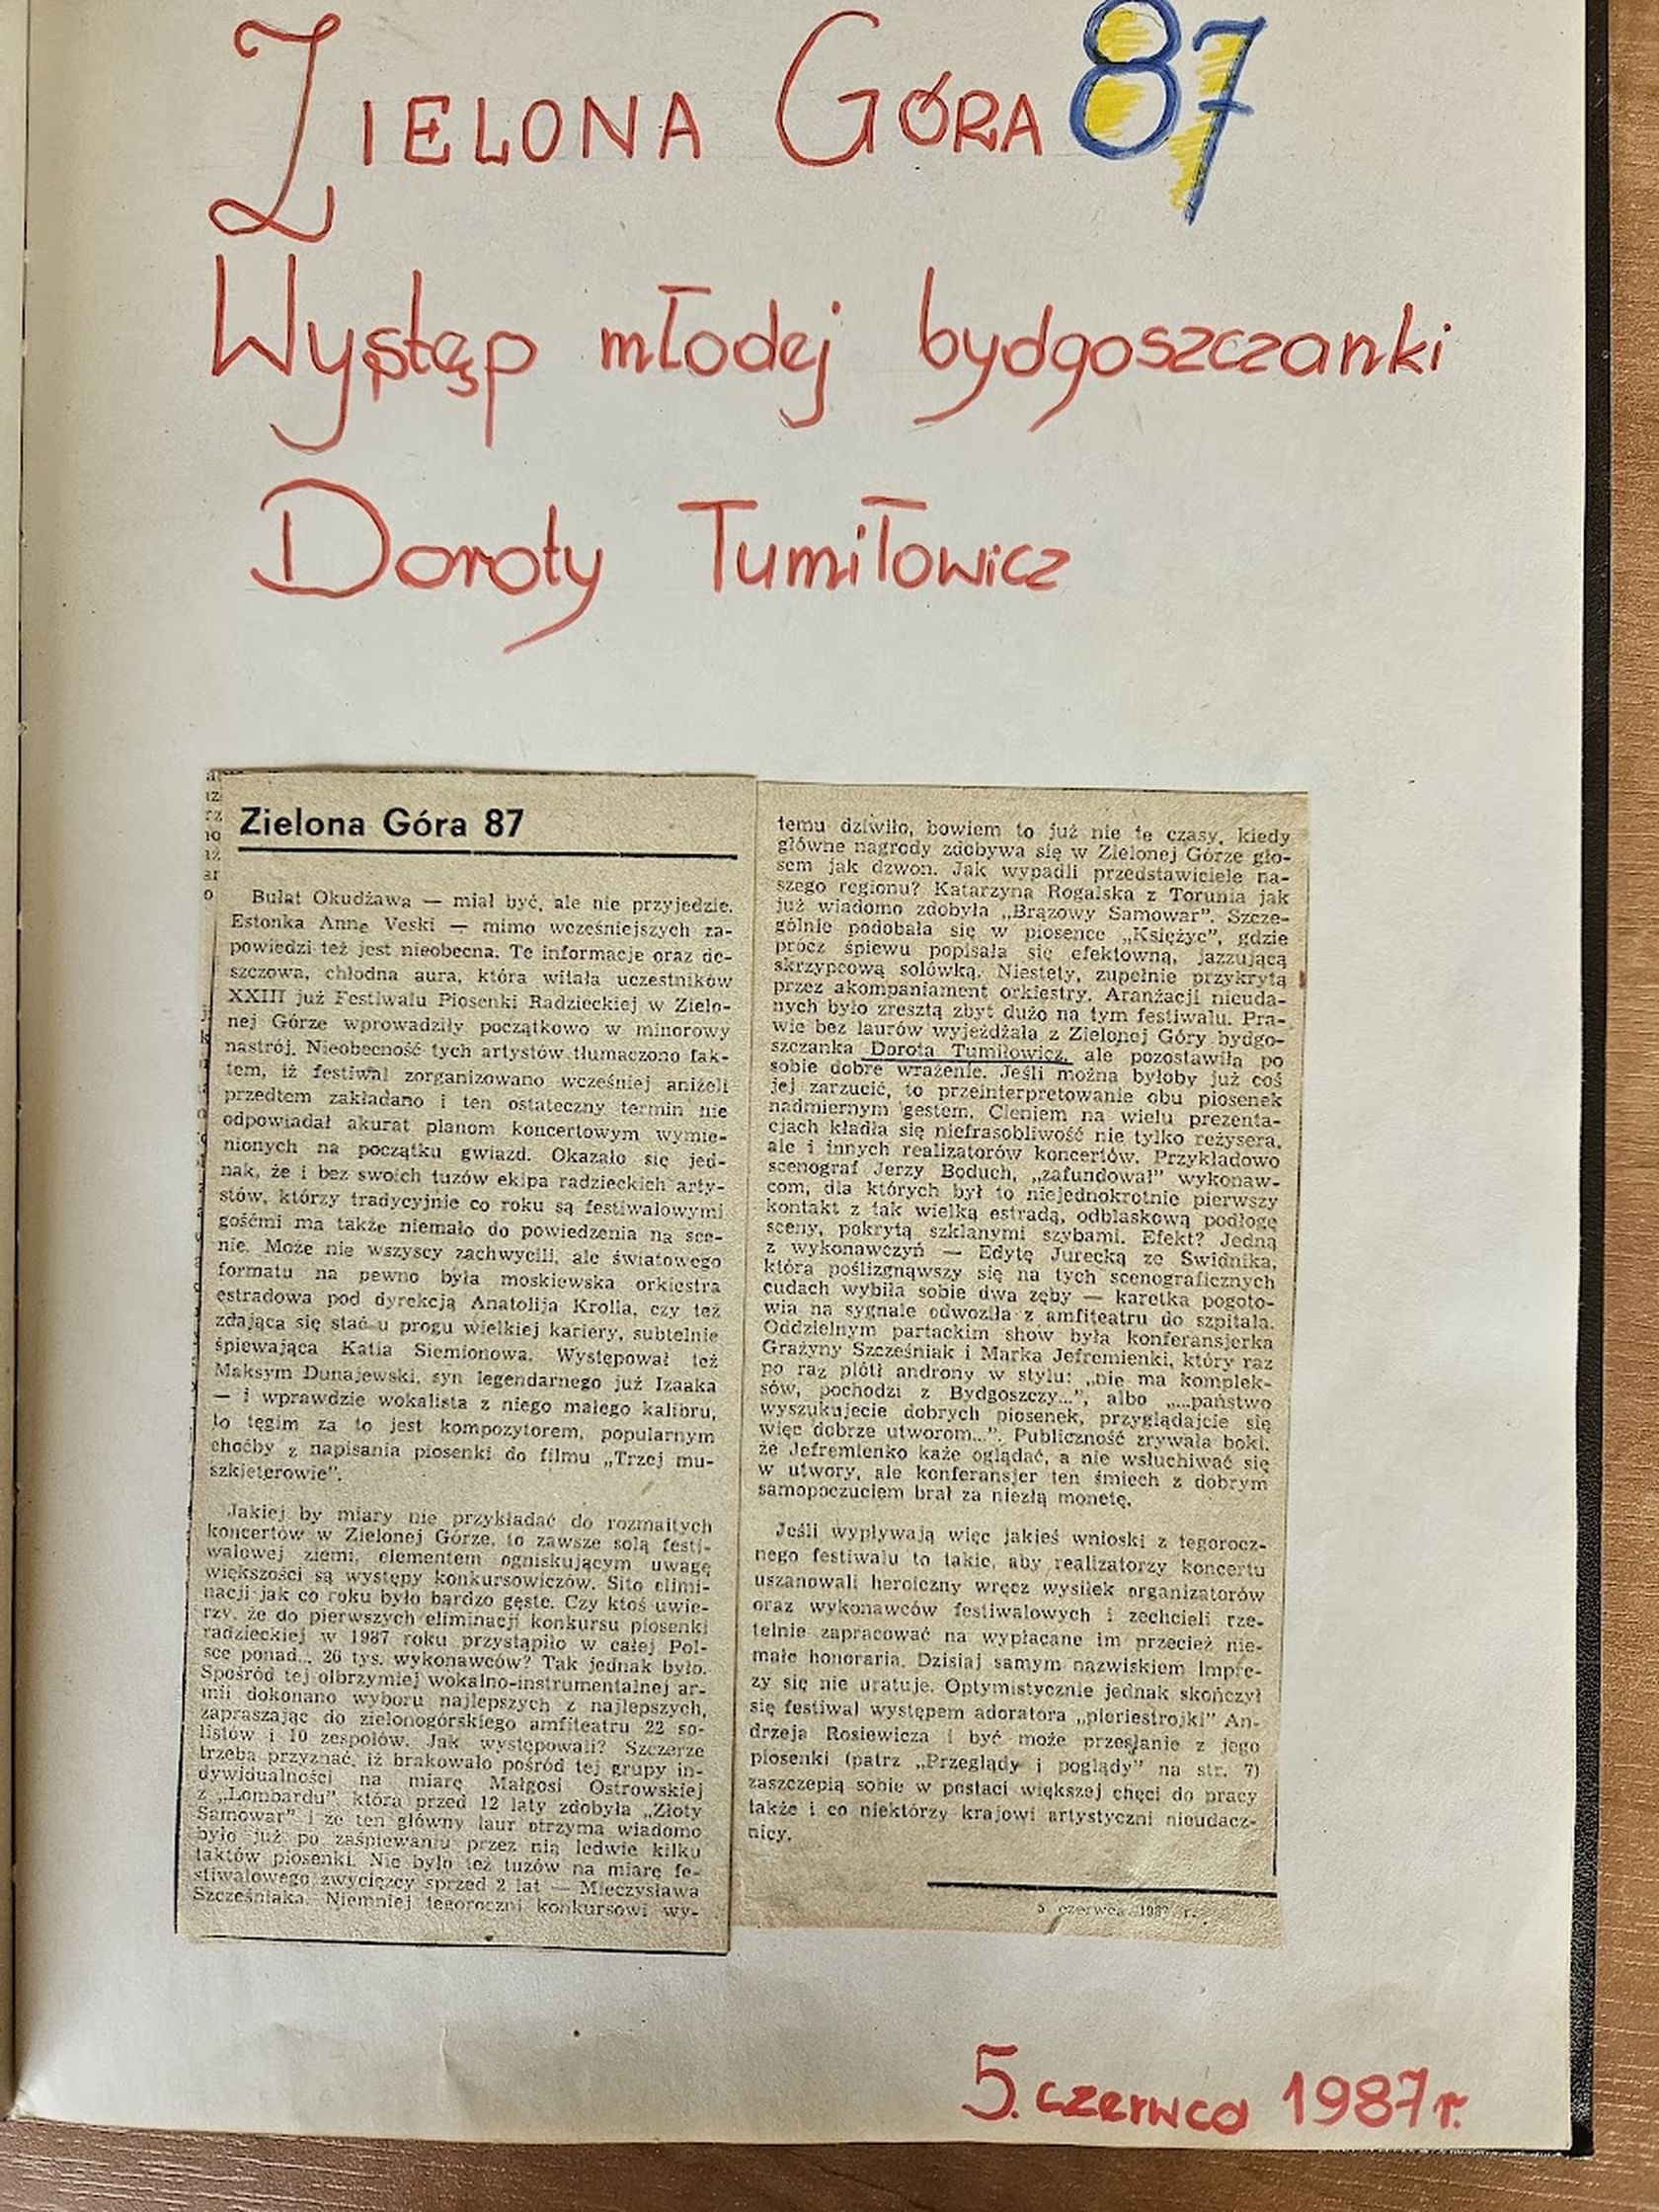 ZIELONA GÓRA 87
Występ młodej bydgoszczanki
Doroty Tumiłowicz
Zielona Góra 87
Bułat Okudżawa — miał być, ale nie przyjedzie.
Estonka Anne Veski — mimo wcześniejszych za-
powiedzi też jest nieobecna. Te informacje oraz de-
szczowa, chłodna aura, która witała uczestników
XXIII już Festiwalu Piosenki Radzieckiej w Zielo-
nej Górze wprowadziły początkowo w minorowy
nastrój. Nieobecność tych artystów tłumaczono fak-
tem, iż festiwal zorganizowano wcześniej aniżeli
przedtem zakładano i ten ostateczny termin nie
odpowiadał akurat planom koncertowym wymie-
nionych na początku gwiazd. Okazało się jed-
nak, że i bez swoich tuzów ekipa radzieckich arty-
stów, którzy tradycyjnie co roku są festiwalowymi
gośćmi ma także niemało do powiedzenia na sce-
nie. Może nie wszyscy zachwycili, ale światowego
formatu na pewno była moskiewska orkiestra
estradowa pod dyrekcją Anatolija Krolla, czy też
zdająca się stać u progu wielkiej kariery, subtelnie
śpiewająca Katia Siemionowa. Występował też
Maksym Dunajewski, syn legendarnego już Izaaka
— i wprawdzie wokalista z niego małego kalibru,
to tęgim za to jest kompozytorem, popularnym
choćby z napisania piosenki do filmu „Trzej mu-
szkieterowie”.
Jakiej by miary nie przykładać do rozmaitych
koncertów w Zielonej Górze, to zawsze solą festi-
walowej ziemi, elementem ogniskującym uwagę
większości są występy konkursowiczów. Sito elimi-
nacji jak co roku było bardzo gęste. Czy ktoś uwie-
rzy, że do pierwszych eliminacji konkursu piosenki
radzieckiej w 1987 roku przystąpiło w całej Pol-
sce ponad... 26 tys. wykonawców? Tak jednak było.
Spośród tej olbrzymiej wokalno-instrumentalnej ar-
mii dokonano wyboru najlepszych z najlepszych,
zapraszając do zielonogórskiego amfiteatru 22 so-
listów i 10 zespołów. Jak występowali? Szczerze
trzeba przyznać, iż brakowało pośród tej grupy in-
dywidualności na miarę Małgosi Ostrowskiej
z „Lombardu”, która przed 12 laty zdobyła „Złoty
Samowar” i że ten główny laur otrzyma wiadomo
było już po zaśpiewaniu przez nią ledwie kilku
taktów piosenki. Nie było też tuzów na miarę fe-
stiwalowego zwycięzcy sprzed 2 lat — Mieczysława
Szcześniaka. Niemniej tegoroczni konkursowi wy-
temu dziwiło, bowiem to już nie te czasy, kiedy
główne nagrody zdobywa się w Zielonej Górze gło-
sem jak dzwon. Jak wypadli przedstawiciele na-
szego regionu? Katarzyna Rogalska z Torunia jak
już wiadomo zdobyła „Brązowy Samowar”. Szcze-
gólnie podobała się w piosence „Księżyc”, gdzie
prócz śpiewu popisała się efektowną, jazzującą
skrzypcową solówką. Niestety, zupełnie przykrytą
przez akompaniament orkiestry. Aranżacji nieuda-
nych było zresztą zbyt dużo na tym festiwalu. Pra-
wie bez laurów wyjeżdżała z Zielonej Góry bydgo-
szczanka Dorota Tumiłowicz, ale pozostawiła po
sobie dobre wrażenie. Jeśli można byłoby już coś
jej zarzucić, to przeinterpretowanie obu piosenek
nadmiernym gestem. Cieniem na wielu prezenta-
cjach kładła się niefrasobliwość nie tylko reżysera,
ale i innych realizatorów koncertów. Przykładowo
scenograf Jerzy Boduch, „zafundował” wykonaw-
com, dla których był to niejednokrotnie pierwszy
kontakt z tak wielką estradą, odblaskową podłogę
sceny, pokrytą szklanymi szybami. Efekt? Jedną
z wykonawczyń — Edytę Jurecką ze Świdnika,
która poślizgnąwszy się na tych scenograficznych
cudach wybiła sobie dwa zęby — karetka pogoto-
wia na sygnale odwoziła z amfiteatru do szpitala.
Oddzielnym partackim show była konferansjerka
Grażyny Szcześniak i Marka Jefremienki, który raz
po raz plótł androny w stylu: „nie ma komplek-
sów, pochodzi z Bydgoszczy...”, albo „...państwo
wyszukujecie dobrych piosenek, przyglądajcie się
więc dobrze utworom...”. Publiczność zrywała boki,
że Jefremienko każe oglądać, a nie wsłuchiwać się
w utwory, ale konferansjer ten śmiech z dobrym
samopoczuciem brał za niezłą monetę.
Jeśli wypływają więc jakieś wnioski z tegorocz-
nego festiwalu to takie, aby realizatorzy koncertu
uszanowali heroiczny wręcz wysiłek organizatorów
oraz wykonawców festiwalowych i zechcieli rze-
telnie zapracować na wypłacane im przecież nie-
małe honoraria. Dzisiaj samym nazwiskiem impre-
zy się nie uratuje. Optymistycznie jednak skończył
się festiwal występem adoratora „pieriestrojki” An-
drzeja Rosiewicza i być może przesłanie z jego
piosenki (patrz „Przeglądy i poglądy” na str. 7)
zaszczepią sobie w postaci większej chęci do pracy
także i co niektórzy krajowi artystyczni nieudacz-
nicy.
5 czerwca 1987 r.
5. czerwca 1987 r.